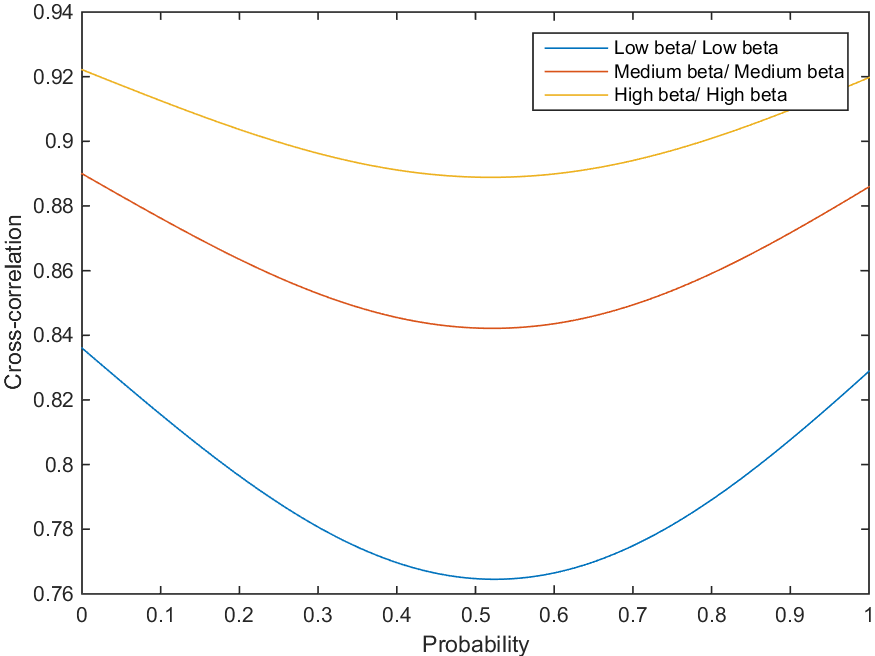 0.94
0.92
0.9
0.88
0.86
0.84
0.82
0.8
0.78
0.76
Cross-correlation
Low beta/ Low beta
Medium beta/ Medium beta
High beta/ High beta
0 0.1 0.2 0.3 0.4 0.5 0.6 0.7 0.8 0.9 1
Probability